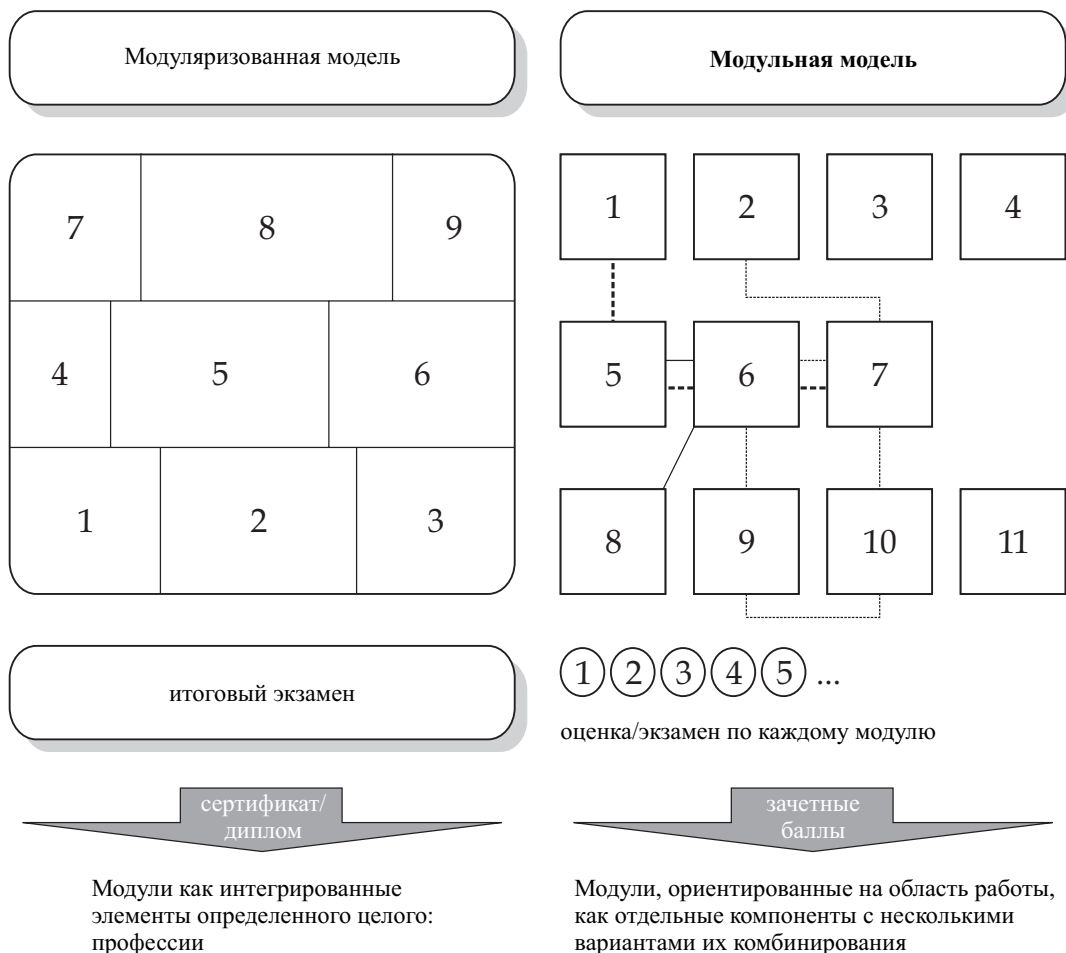 Модуляризованная модель
7 8 9
4 5 6
1 2 3
итоговый экзамен
сертификат/
диплом
Модули как интегрированные
элементы определенного целого:
профессии
Модульная модель
1 2 3 4
5 6 7
8 9 10 11
1 2 3 4 5 ...
оценка/экзамен по каждому модулю
зачетные
баллы
Модули, ориентированные на область работы,
как отдельные компоненты с несколькими
вариантами их комбинирования